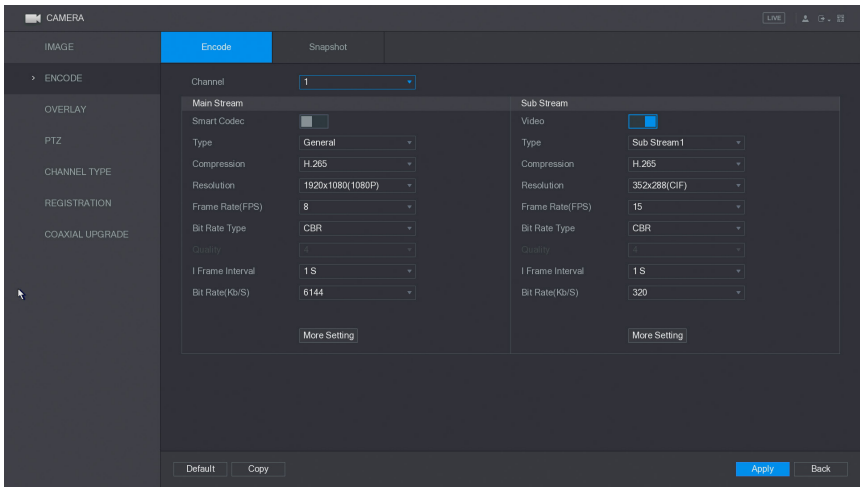 CAMERA
LIVE
IMAGE
Encode
Snapshot
ENCODE
Channel 1
OVERLAY
Main Stream
Sub Stream
Smart Codec
Video
PTZ
Type General
Type Sub Stream1
Compression H.265
Compression H.265
CHANNEL TYPE
Resolution 1920x1080(1080P)
Resolution 352x288(CIF)
REGISTRATION
Frame Rate(FPS) 8
Frame Rate(FPS) 15
COAXIAL UPGRADE
Bit Rate Type CBR
Bit Rate Type CBR
Quality 4
Quality 4
I Frame Interval 1 S
I Frame Interval 1 S
Bit Rate(Kb/S) 6144
Bit Rate(Kb/S) 320
More Setting
More Setting
Default
Copy
Apply
Back